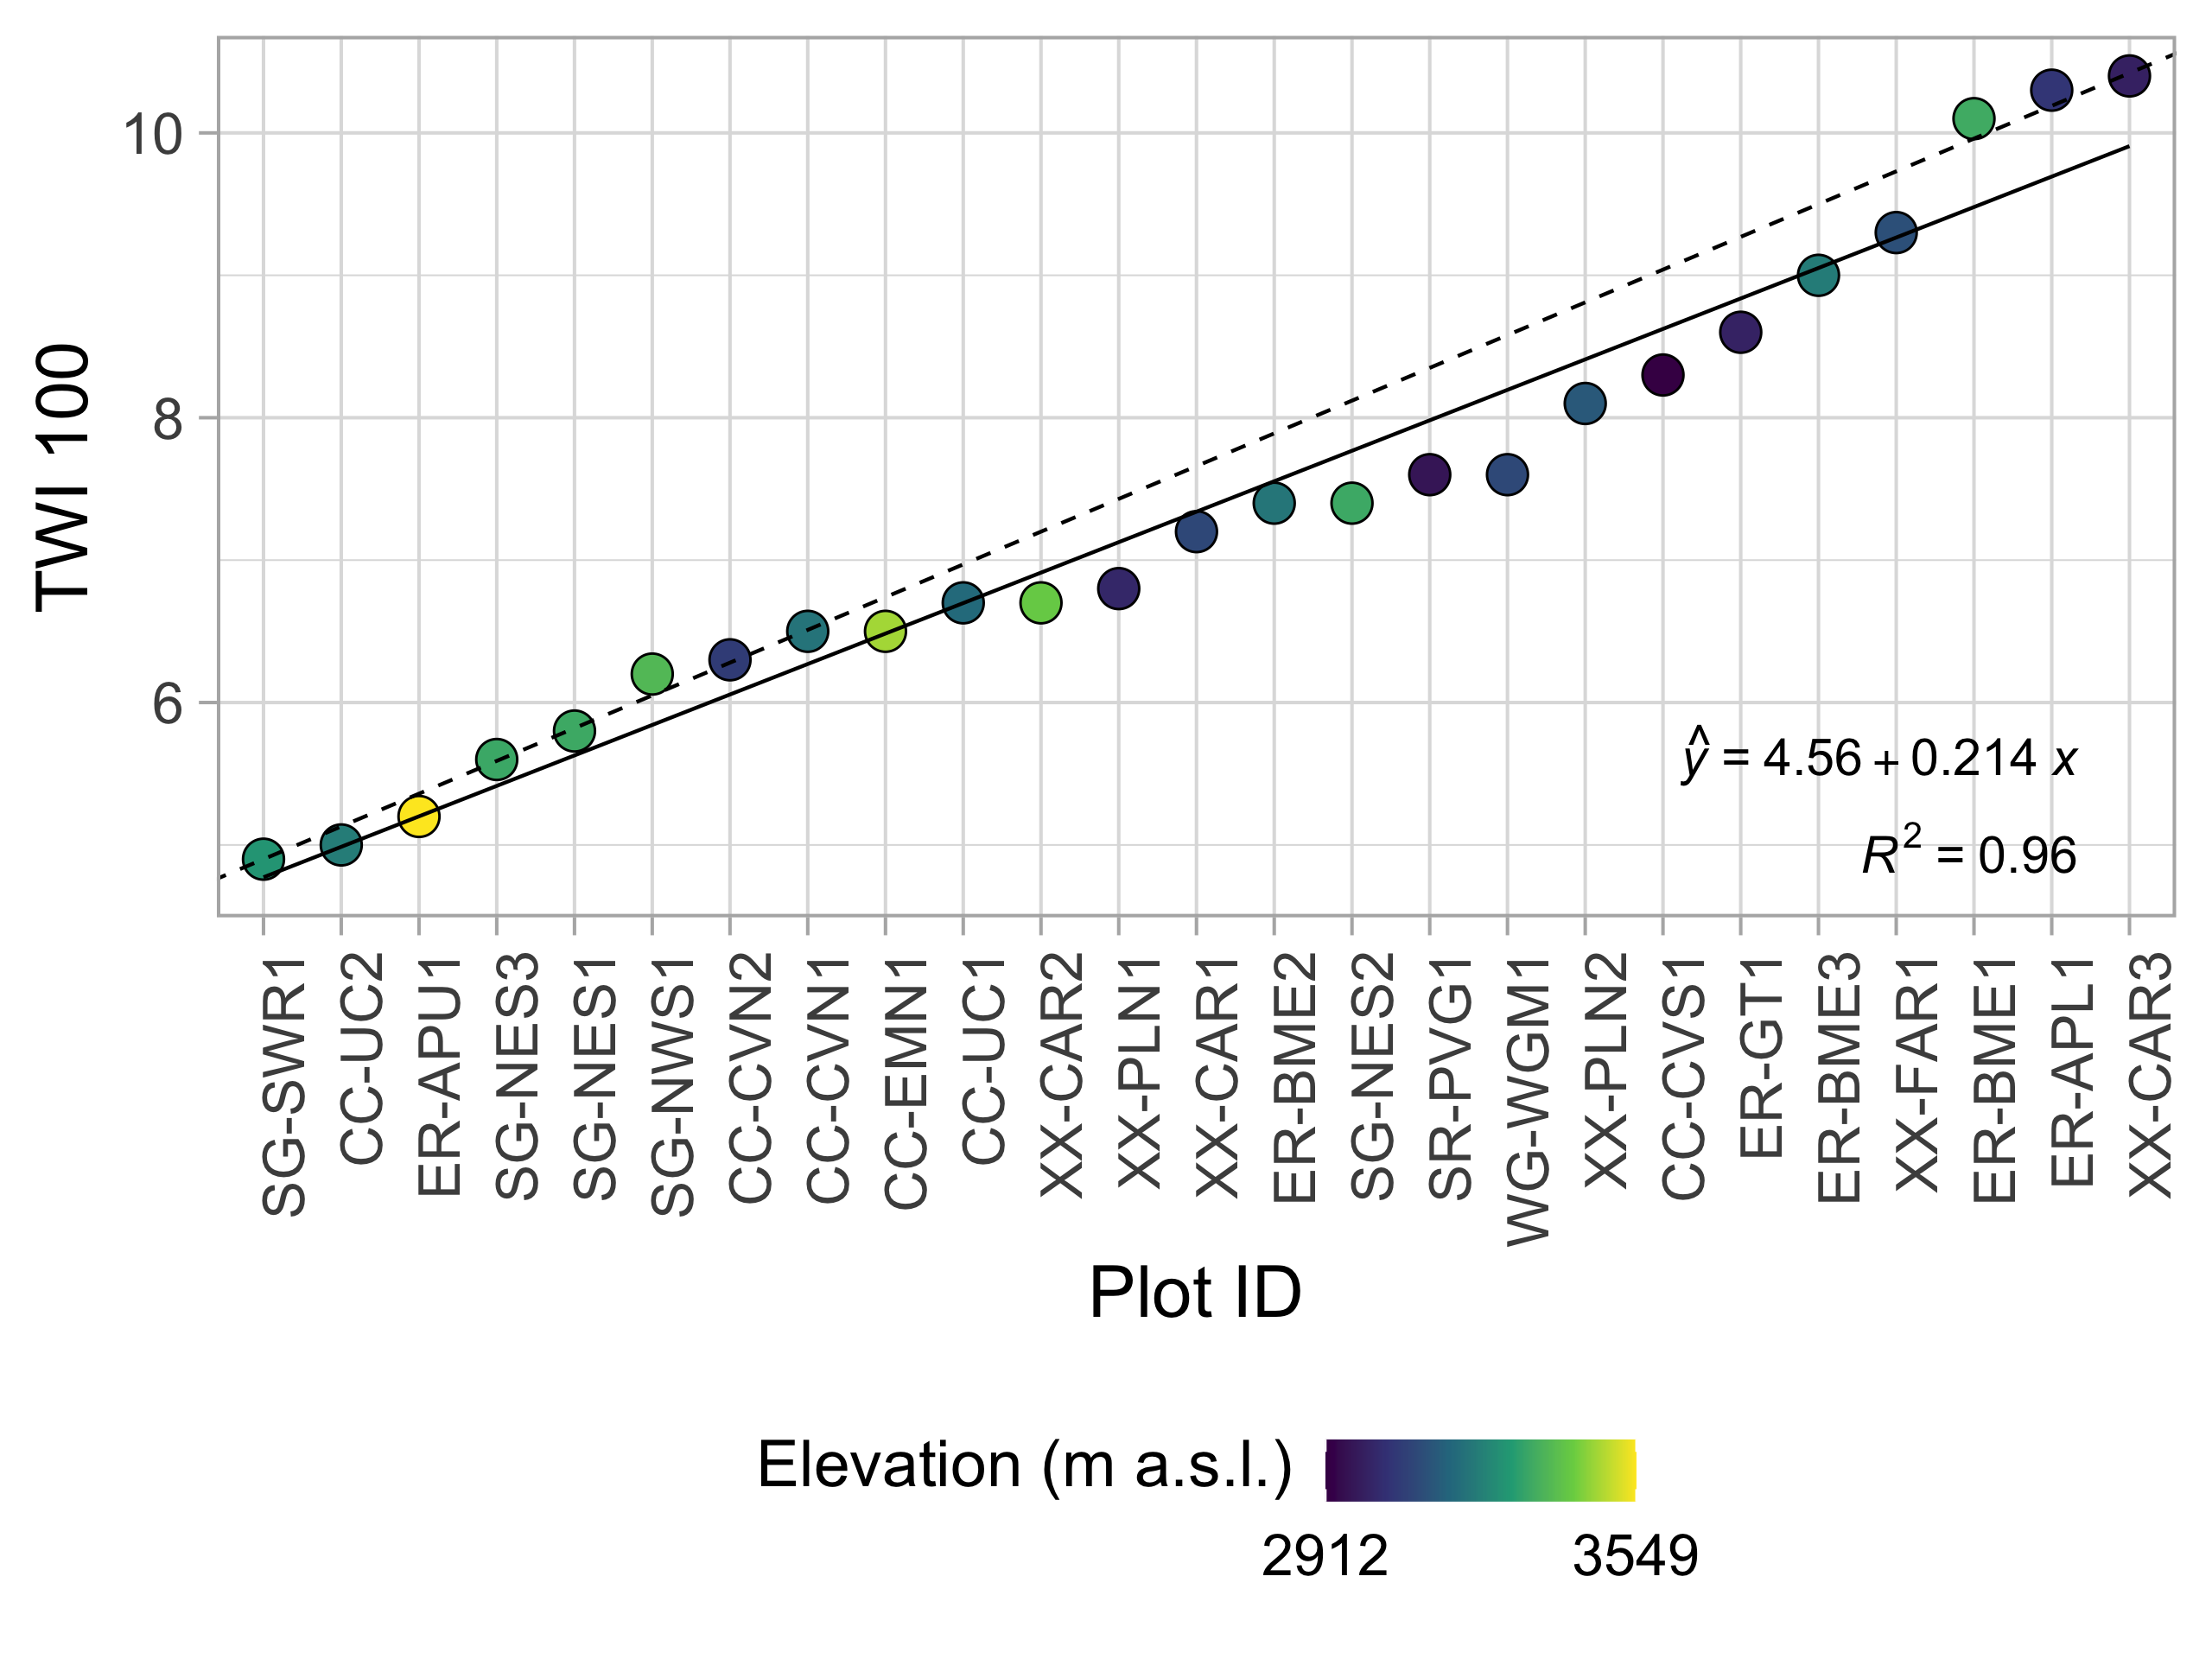 TWI 100
10
8
6
ŷ = 4.56 + 0.214 x
R² = 0.96
SG-SWR1
CC-UC2
ER-APU1
SG-NES3
SG-NES1
SG-NWS1
CC-CVN2
CC-CVN1
CC-EMN1
CC-UC1
XX-CAR2
XX-PLN1
XX-CAR1
ER-BME2
SG-NES2
SR-PVG1
WG-WGM1
XX-PLN2
CC-CVS1
ER-GT1
ER-BME3
XX-FAR1
ER-BME1
ER-APL1
XX-CAR3
Plot ID
Elevation (m a.s.l.)
2912 3549